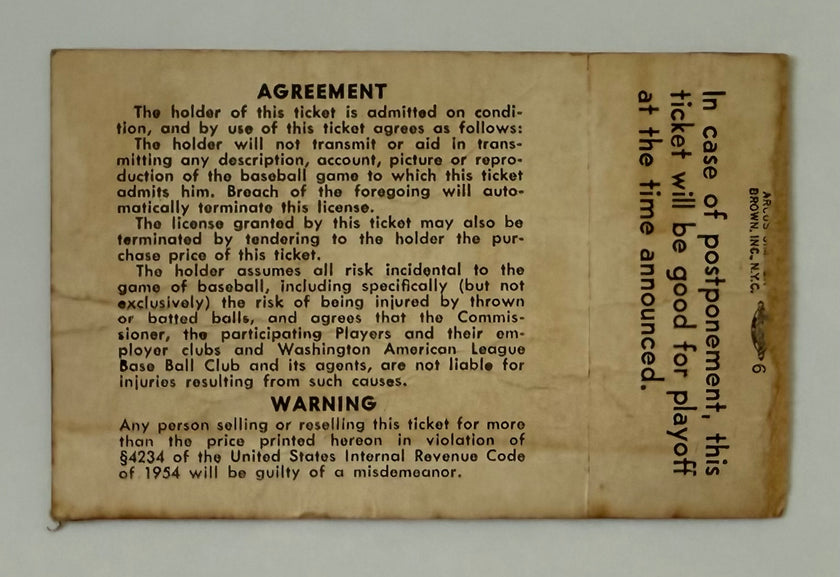 AGREEMENT
The holder of this ticket is admitted on condi-
tion, and by use of this ticket agrees as follows:
The holder will not transmit or aid in trans-
mitting any description, account, picture or repro-
duction of the baseball game to which this ticket
admits him. Breach of the foregoing will auto-
matically terminate this license.
The license granted by this ticket may also be
terminated by tendering to the holder the pur-
chase price of this ticket.
The holder assumes all risk incidental to the
game of baseball, including specifically (but not
exclusively) the risk of being injured by thrown
or batted balls, and agrees that the Commis-
sioner, the participating Players and their em-
ployer clubs and Washington American League
Base Ball Club and its agents, are not liable for
injuries resulting from such causes.
WARNING
Any person selling or reselling this ticket for more
than the price printed hereon in violation of
§4234 of the United States Internal Revenue Code
of 1954 will be guilty of a misdemeanor.
In case of postponement, this
ticket will be good for playoff
at the time announced.
BROWN, INC., N.Y.C.
6